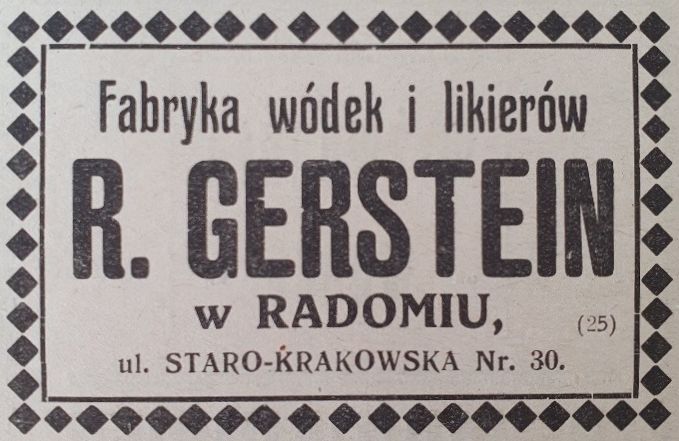 Fabryka wódek i likierów
R. GERSTEIN
w RADOMIU,
(25)
ul. STARO-KRAKOWSKA Nr. 30.